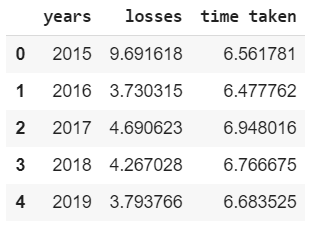 years losses time taken
0 2015 9.691618 6.561781
1 2016 3.730315 6.477762
2 2017 4.690623 6.948016
3 2018 4.267028 6.766675
4 2019 3.793766 6.683525